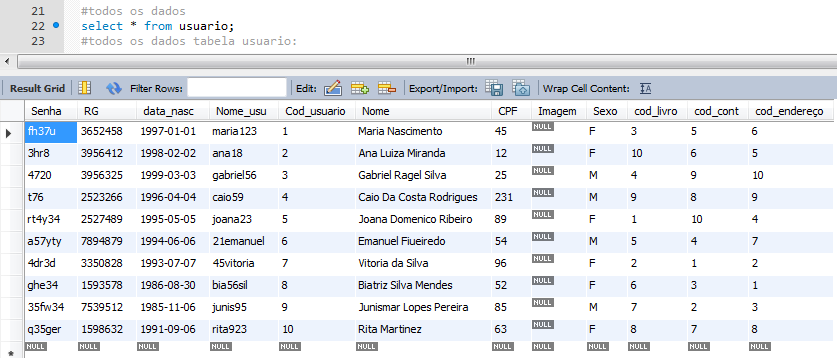 21 #todos os dados
22 select * from usuario;
23 #todos os dados tabela usuario:
Result Grid Filter Rows: Edit: Export/Import: Wrap Cell Content:
Senha RG data_nasc Nome_usu Cod_usuario Nome CPF Imagem Sexo cod_livro cod_cont cod_endereço
fh37u 3652458 1997-01-01 maria123 1 Maria Nascimento 45 NULL F 3 5 6
3hr8 3956412 1998-02-02 ana18 2 Ana Luiza Miranda 12 NULL F 10 6 5
4720 3956325 1999-03-03 gabriel56 3 Gabriel Ragel Silva 25 NULL M 4 9 10
t76 2523266 1996-04-04 caio59 4 Caio Da Costa Rodrigues 231 NULL M 9 8 9
rt4y34 2527489 1995-05-05 joana23 5 Joana Domenico Ribeiro 89 NULL F 1 10 4
a57yty 7894879 1994-06-06 21emanuel 6 Emanuel Fiueiredo 54 NULL M 5 4 7
4dr3d 3350828 1993-07-07 45vitoria 7 Vitoria da Silva 96 NULL F 2 1 2
ghe34 1593578 1986-08-30 bia56sil 8 Biatriz Silva Mendes 52 NULL F 6 3 1
35fw34 7539512 1985-11-06 junis95 9 Junismar Lopes Pereira 85 NULL M 7 2 3
q35ger 1598632 1991-09-06 rita923 10 Rita Martinez 63 NULL F 8 7 8
NULL NULL NULL NULL NULL NULL NULL NULL NULL NULL NULL NULL